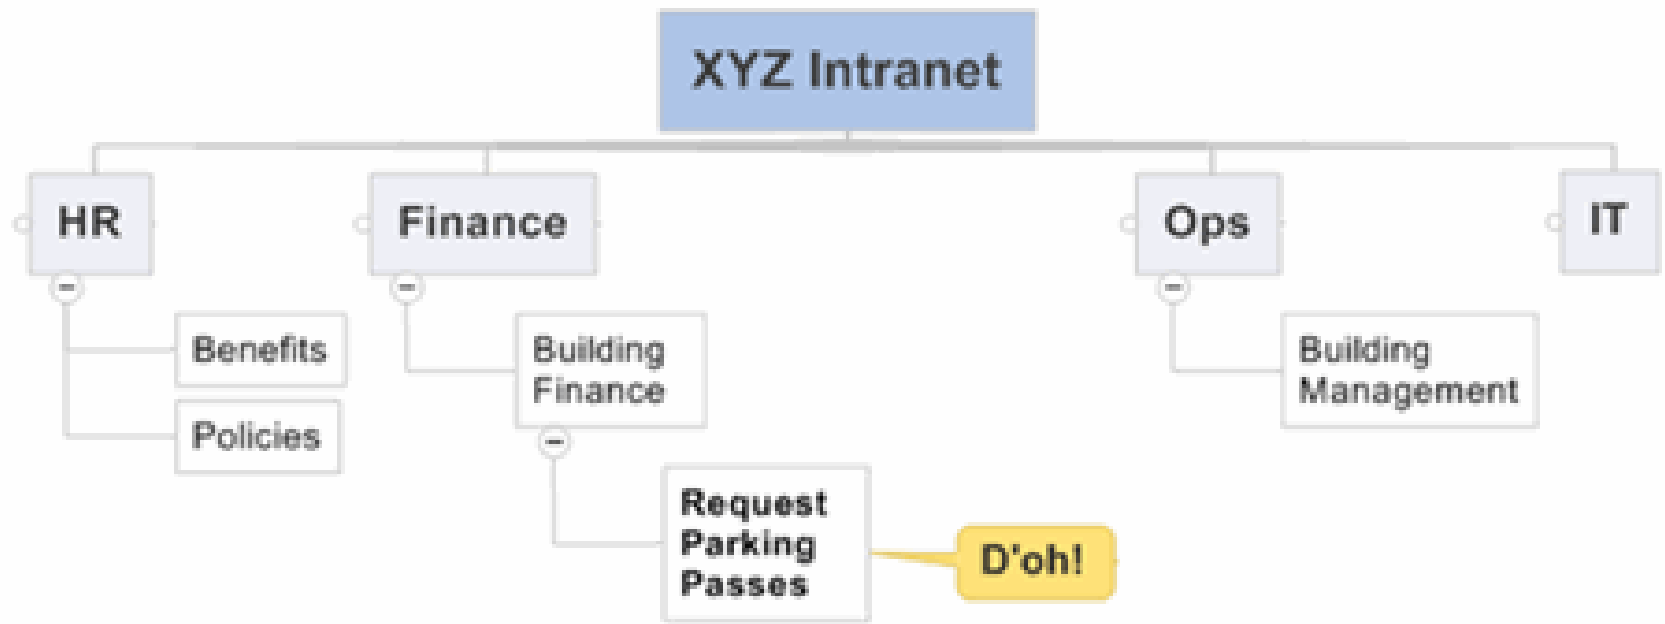 XYZ Intranet
HR
Finance
Ops
IT
Benefits
Policies
Building
Finance
Building
Management
Request
Parking
Passes
D'oh!